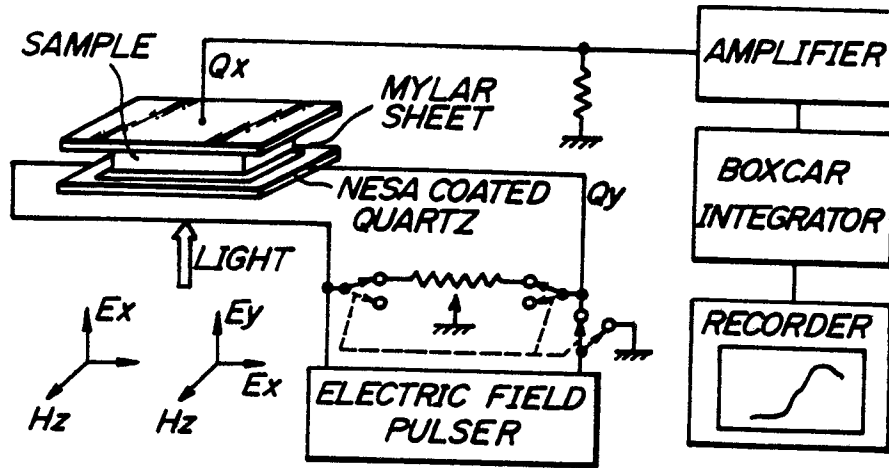 SAMPLE
Qx
AMPLIFIER
MYLAR
SHEET
NESA COATED
QUARTZ
Qy
BOXCAR
INTEGRATOR
LIGHT
Ex
Ey
Ex
Hz
Hz
RECORDER
ELECTRIC FIELD
PULSER